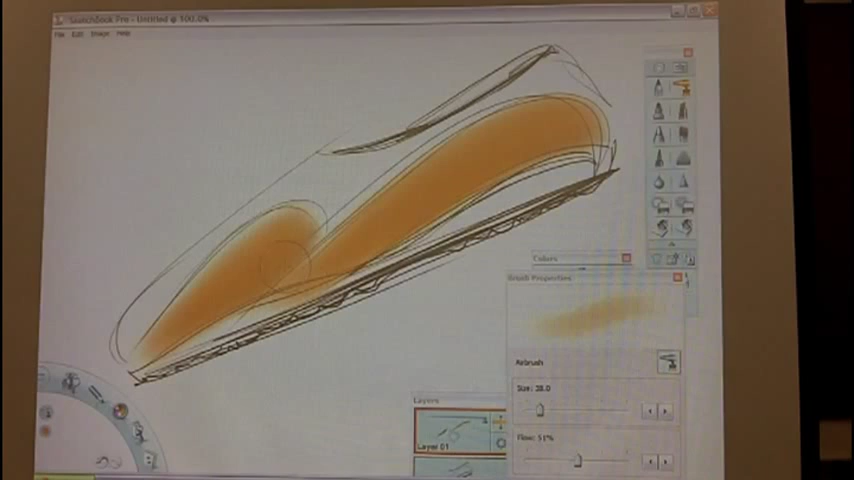 SketchBook Pro - Untitled @ 100.0%
File Edit Image Help
Colors
Brush Properties
Airbrush
Size: 38.0
Flow: 51%
Layers
Layer 01